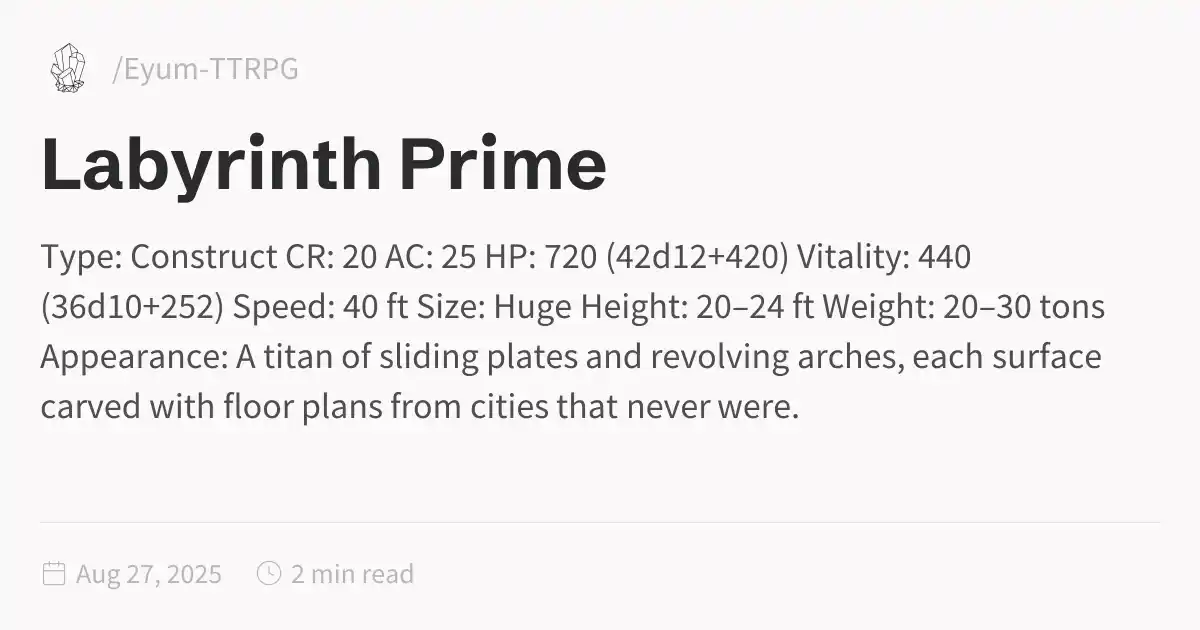 /Eyum-TTRPG
Labyrinth Prime
Type: Construct CR: 20 AC: 25 HP: 720 (42d12+420) Vitality: 440
(36d10+252) Speed: 40 ft Size: Huge Height: 20–24 ft Weight: 20–30 tons
Appearance: A titan of sliding plates and revolving arches, each surface
carved with floor plans from cities that never were.
Aug 27, 2025 2 min read